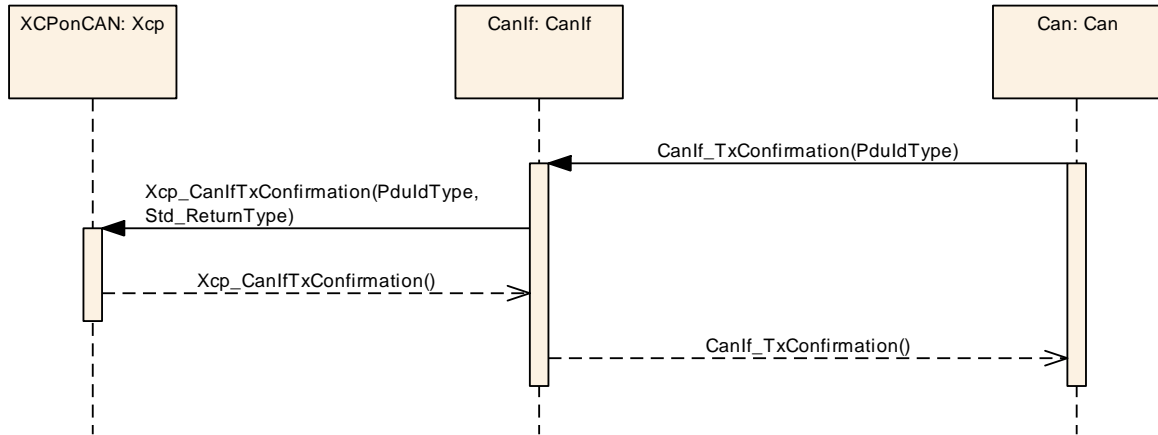 XCPonCAN: Xcp
CanIf: CanIf
Can: Can
CanIf_TxConfirmation(PduIdType)
Xcp_CanIfTxConfirmation(PduIdType,
Std_ReturnType)
Xcp_CanIfTxConfirmation()
CanIf_TxConfirmation()